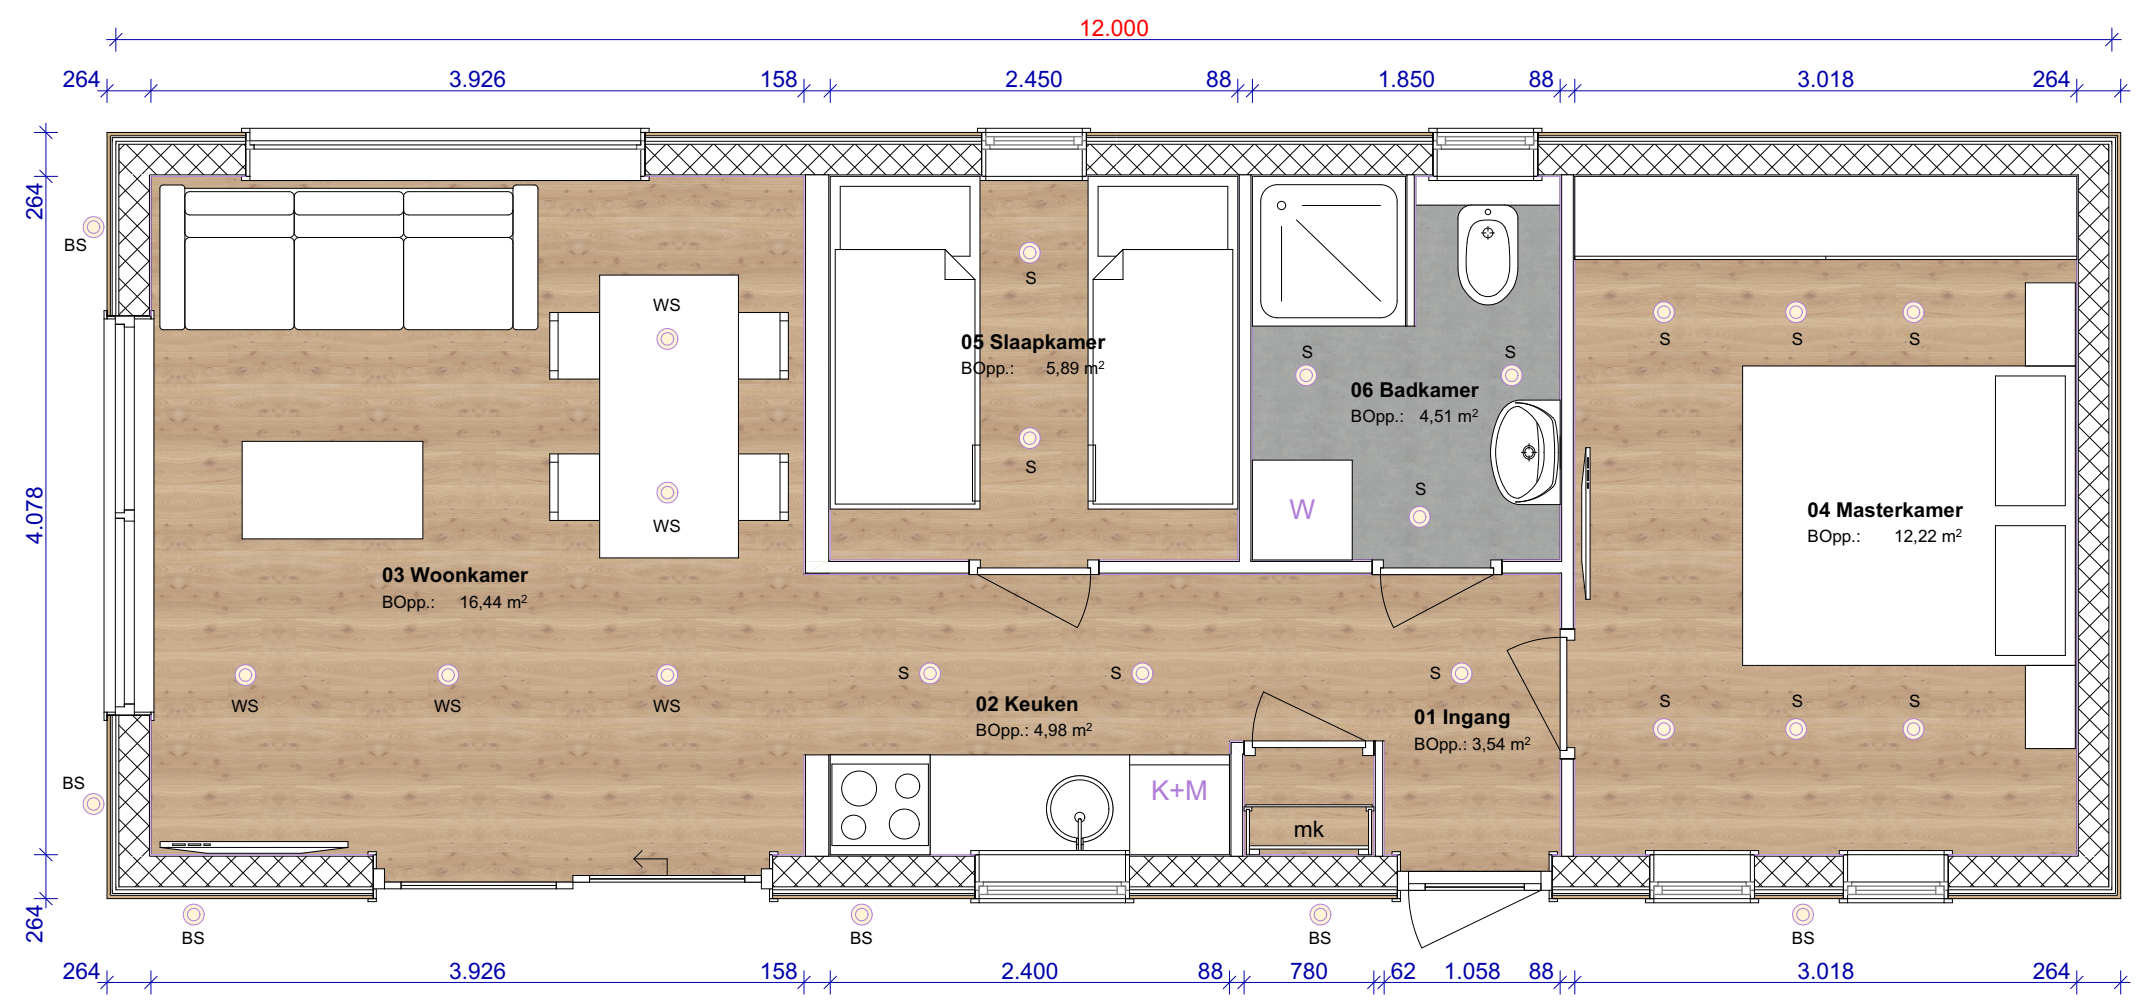 12.000
264 3.926 158 2.450 88 1.850 88 3.018 264
264
BS
WS
S
S S S
05 Slaapkamer
BOpp.: 5,89 m²
S S
06 Badkamer
BOpp.: 4,51 m²
S
S
W
WS
4.078
04 Masterkamer
BOpp.: 12,22 m²
03 Woonkamer
BOpp.: 16,44 m²
S S S
WS WS WS
S S S
02 Keuken
BOpp.: 4,98 m²
01 Ingang
BOpp.: 3,54 m²
BS
K+M
mk
264
BS BS BS BS
264 3.926 158 2.400 88 780 62 1.058 88 3.018 264